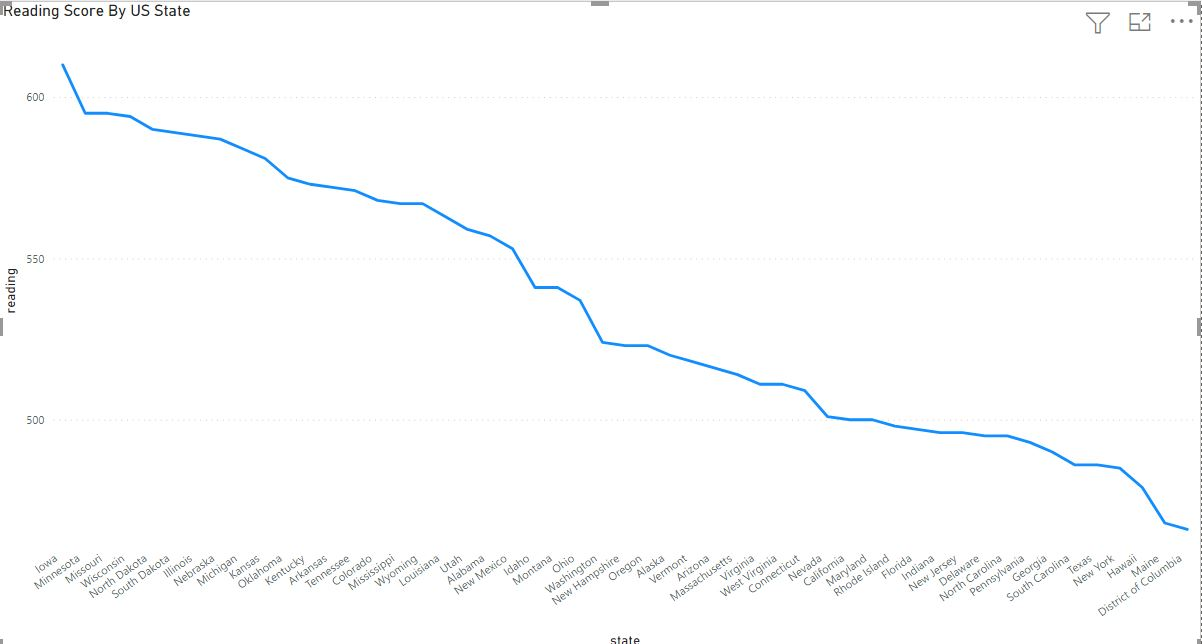 Reading Score By US State
600
550
500
reading
Iowa
Minnesota
Missouri
Wisconsin
North Dakota
South Dakota
Illinois
Nebraska
Michigan
Kansas
Oklahoma
Kentucky
Arkansas
Tennessee
Colorado
Mississippi
Wyoming
Louisiana
Utah
Alabama
New Mexico
Idaho
Montana
Ohio
Washington
New Hampshire
Oregon
Alaska
Vermont
Arizona
Massachusetts
Virginia
West Virginia
Connecticut
Nevada
California
Maryland
Rhode Island
Florida
Indiana
New Jersey
Delaware
North Carolina
Pennsylvania
Georgia
South Carolina
Texas
New York
Hawaii
Maine
District of Columbia
state